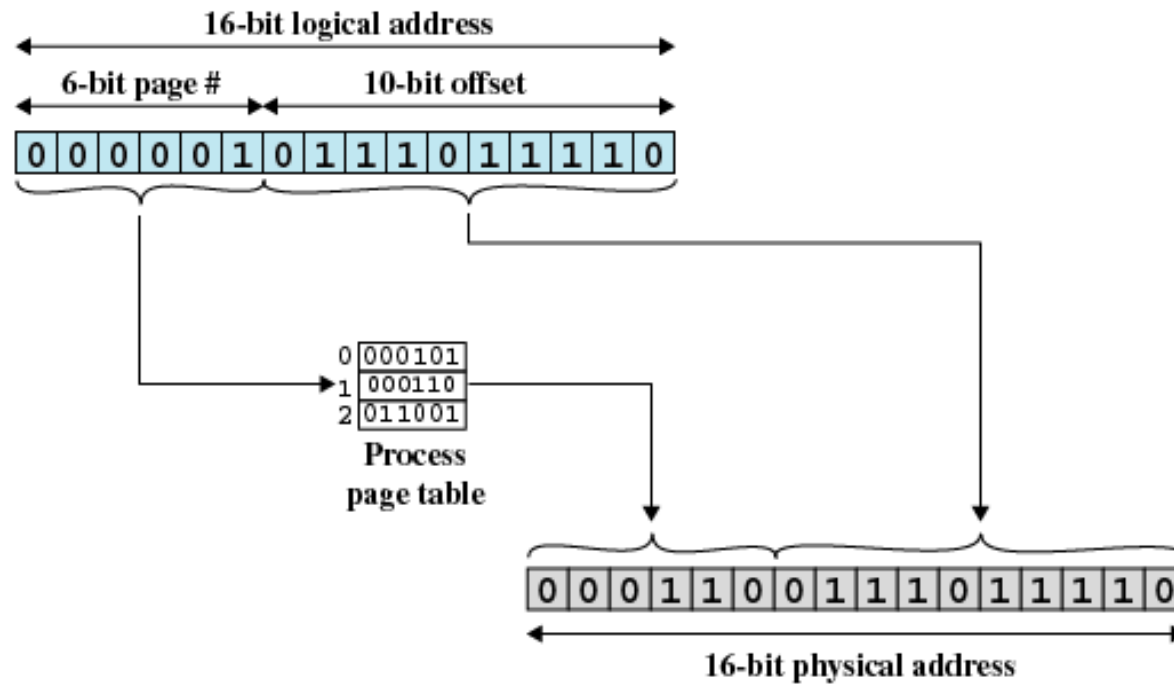 16-bit logical address
6-bit page # 10-bit offset
0 0 0 0 0 1 0 1 1 1 0 1 1 1 1 0
0 000101
1 000110
2 011001
Process
page table
0 0 0 1 1 0 0 1 1 1 0 1 1 1 1 0
16-bit physical address